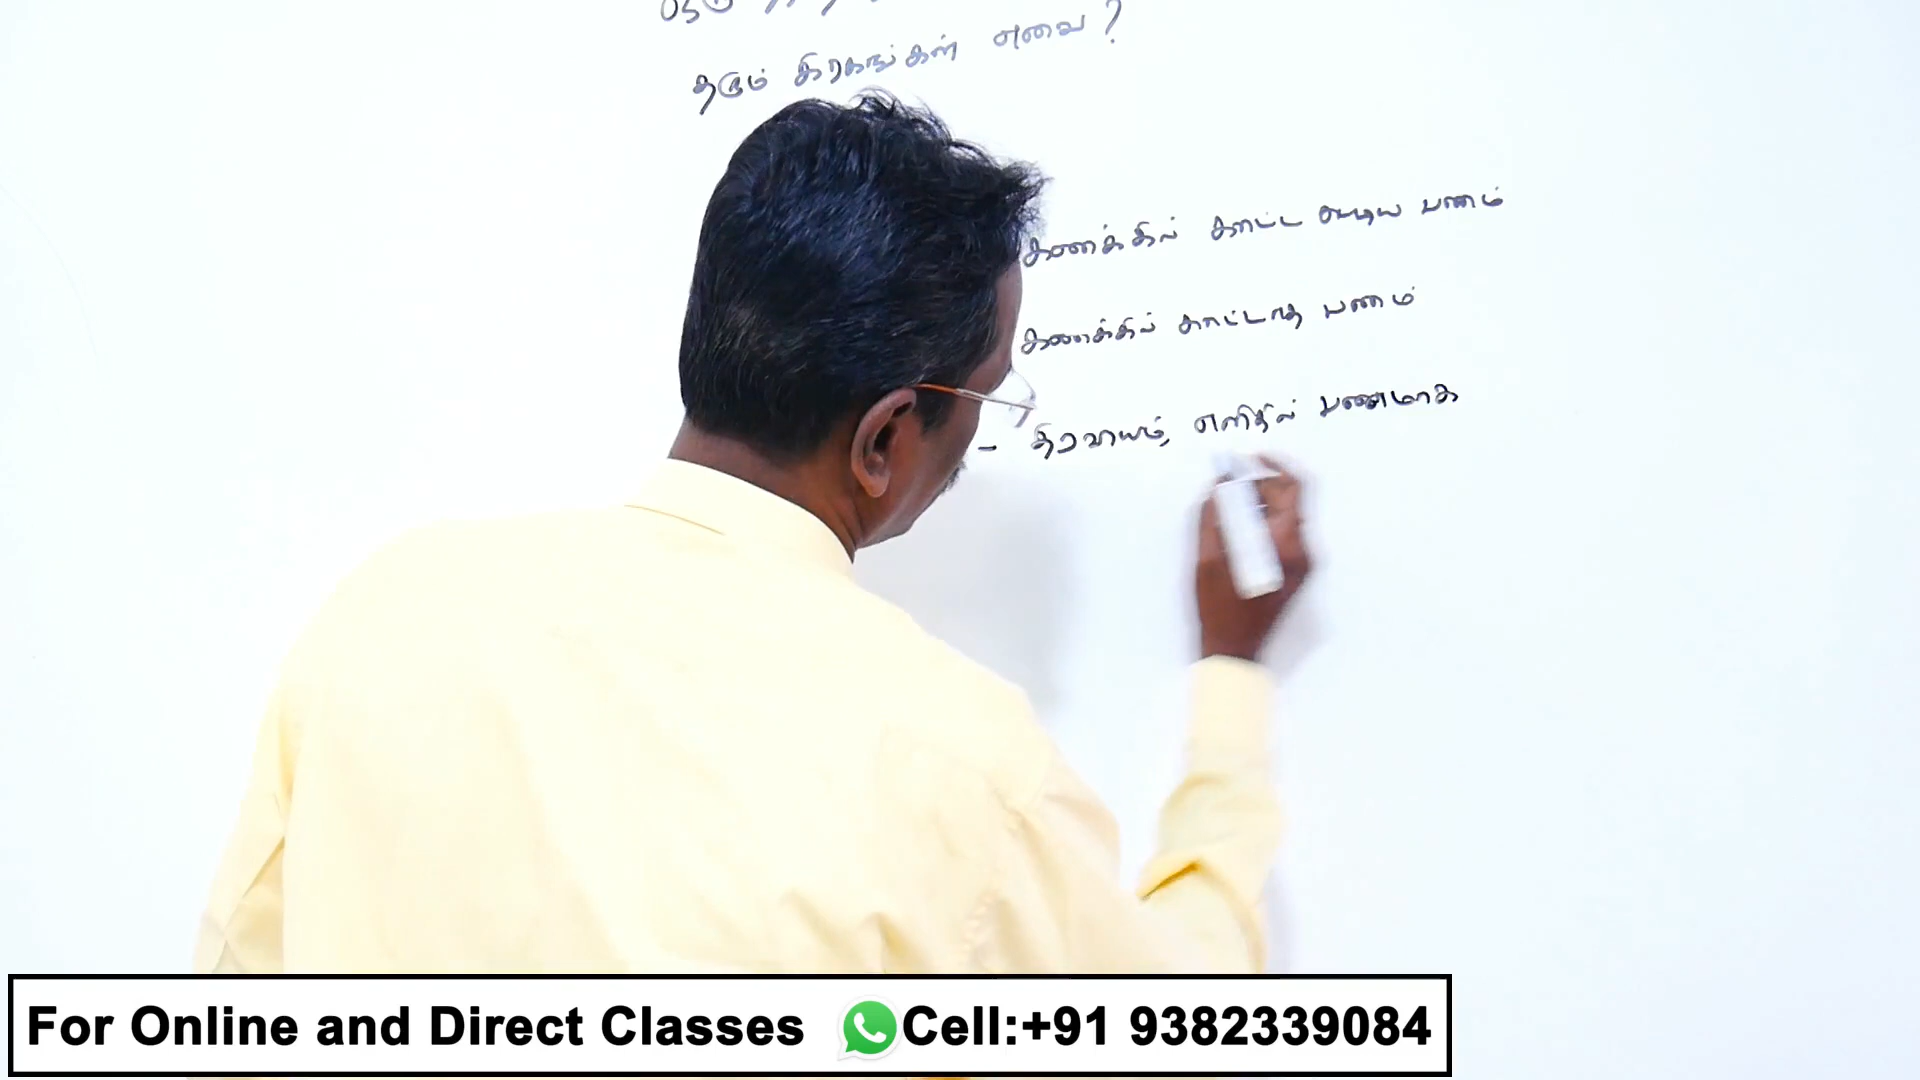 தரும் கிரகங்கள் எவை?
கணக்கில் காட்ட கூடிய பணம்
கணக்கில் காட்டாத பணம்
- திரவியம், எளிதில் பணமாக
For Online and Direct Classes Cell:+91 9382339084